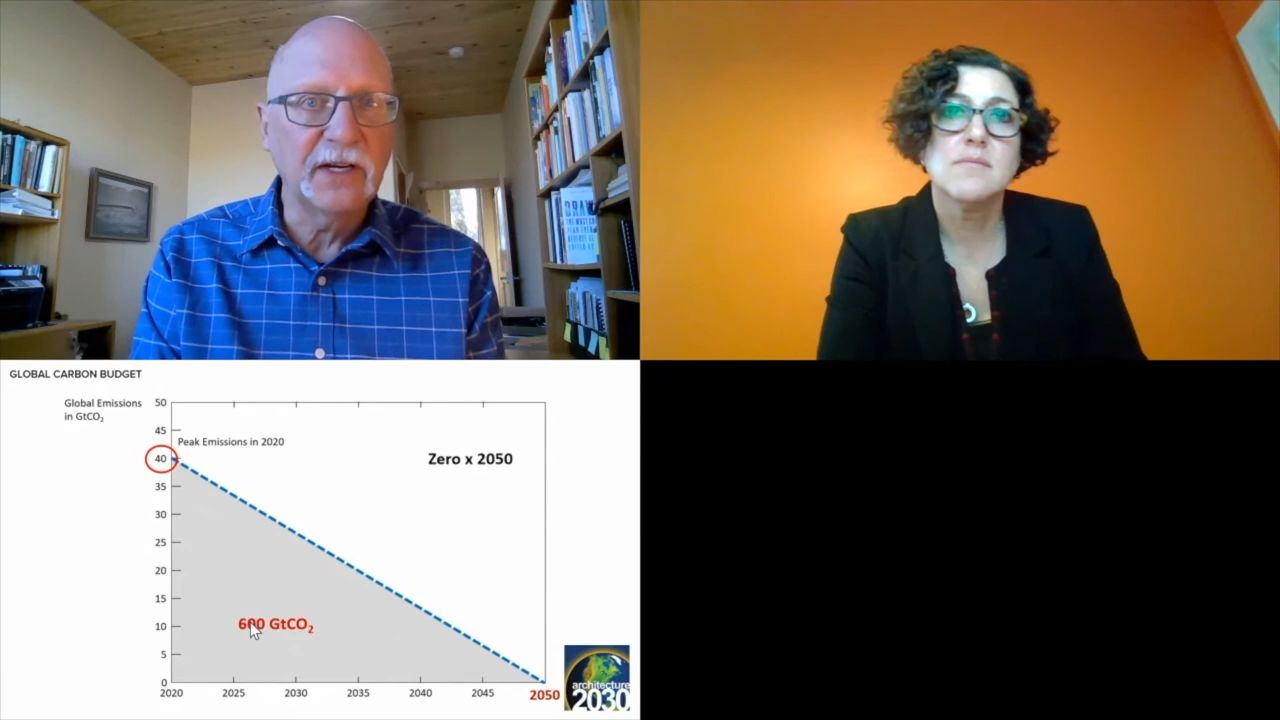 DRAW
GLOBAL CARBON BUDGET
Global Emissions
in GtCO₂
50
45
Peak Emissions in 2020
40
Zero x 2050
35
30
25
20
15
10
600 GtCO₂
5
0
2020 2025 2030 2035 2040 2045 2050
architecture
2030